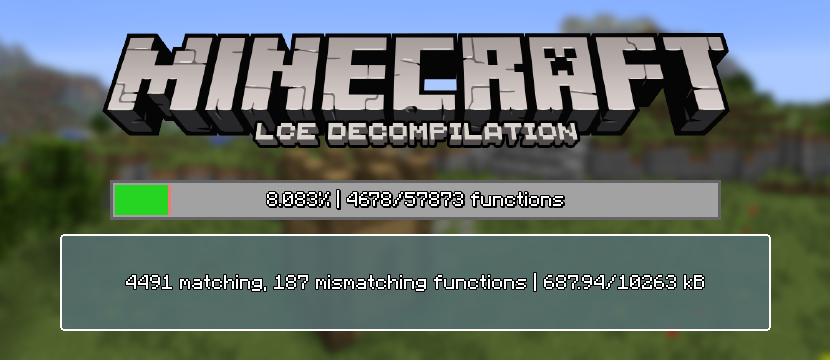 MINECRAFT
LCE DECOMPILATION
8.083% | 4678/57873 functions
4491 matching, 187 mismatching functions | 687.94/10263 kB